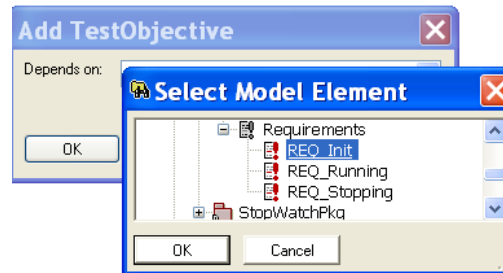 Add TestObjective
Depends on:
OK
Select Model Element
Requirements
REQ_Init
REQ_Running
REQ_Stopping
StopWatchPkg
OK
Cancel